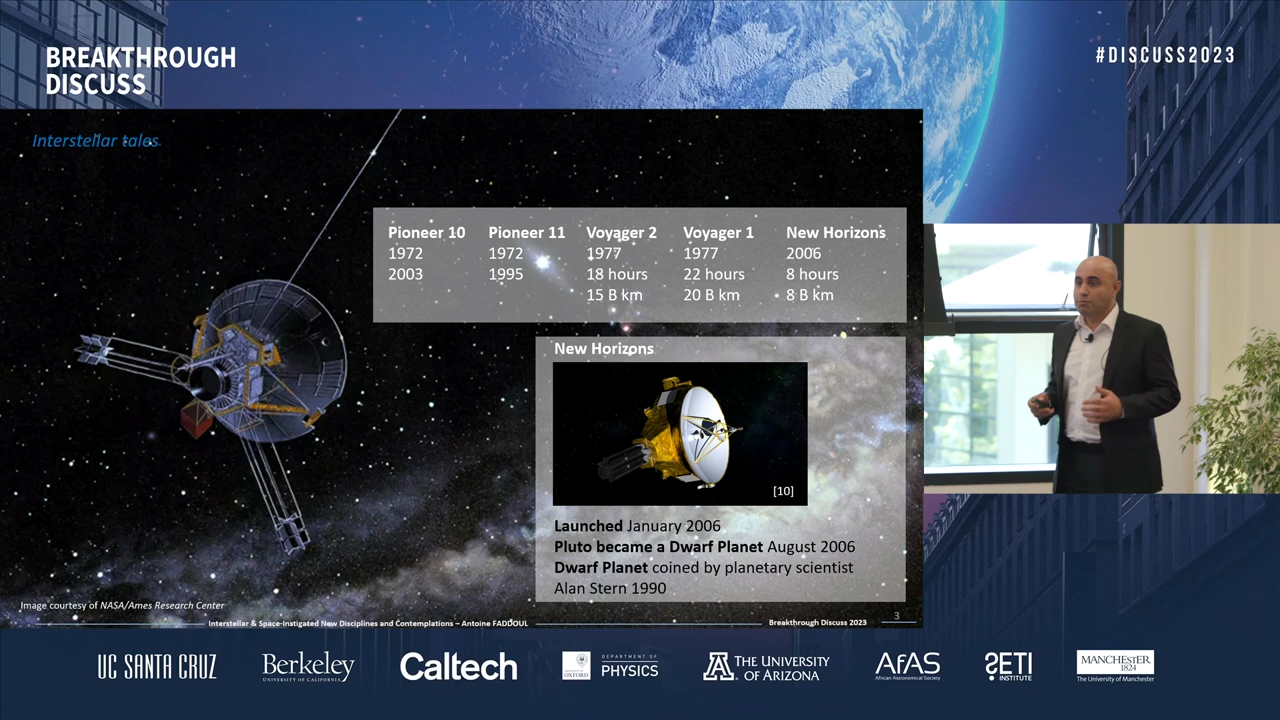 BREAKTHROUGH
DISCUSS
#DISCUSS2023
Interstellar tales
Pioneer 10 Pioneer 11 Voyager 2 Voyager 1 New Horizons
1972 1972 1977 1977 2006
2003 1995 18 hours 22 hours 8 hours
15 B km 20 B km 8 B km
New Horizons
[10]
Launched January 2006
Pluto became a Dwarf Planet August 2006
Dwarf Planet coined by planetary scientist
Alan Stern 1990
Image courtesy of NASA/Ames Research Center
3
Interstellar & Space-Instigated New Disciplines and Contemplations – Antoine FADDOUL
Breakthrough Discuss 2023
UC SANTA CRUZ
Berkeley
UNIVERSITY OF CALIFORNIA
Caltech
UNIVERSITY OF
OXFORD
DEPARTMENT OF
PHYSICS
A
THE UNIVERSITY
OF ARIZONA
AfAS
African Astronomical Society
SETI
INSTITUTE
MANCHESTER
1824
The University of Manchester